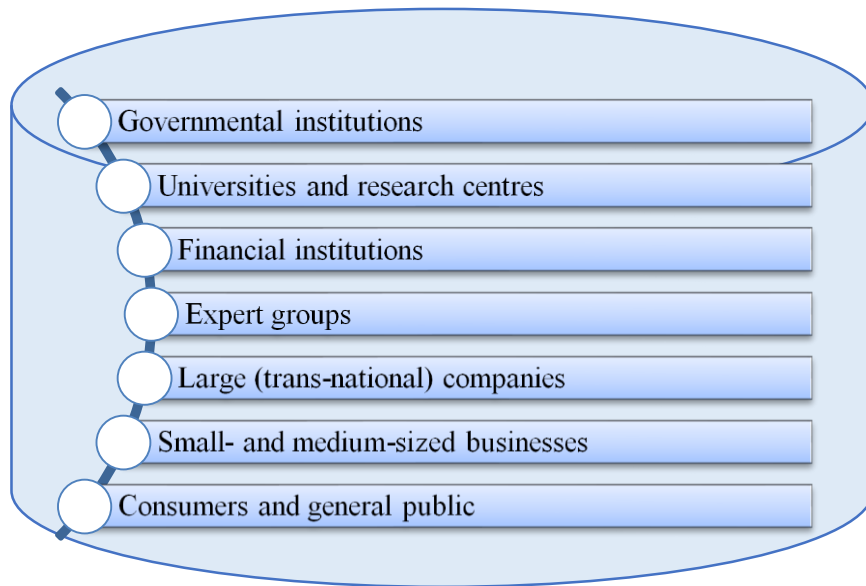 Governmental institutions
Universities and research centres
Financial institutions
Expert groups
Large (trans-national) companies
Small- and medium-sized businesses
Consumers and general public